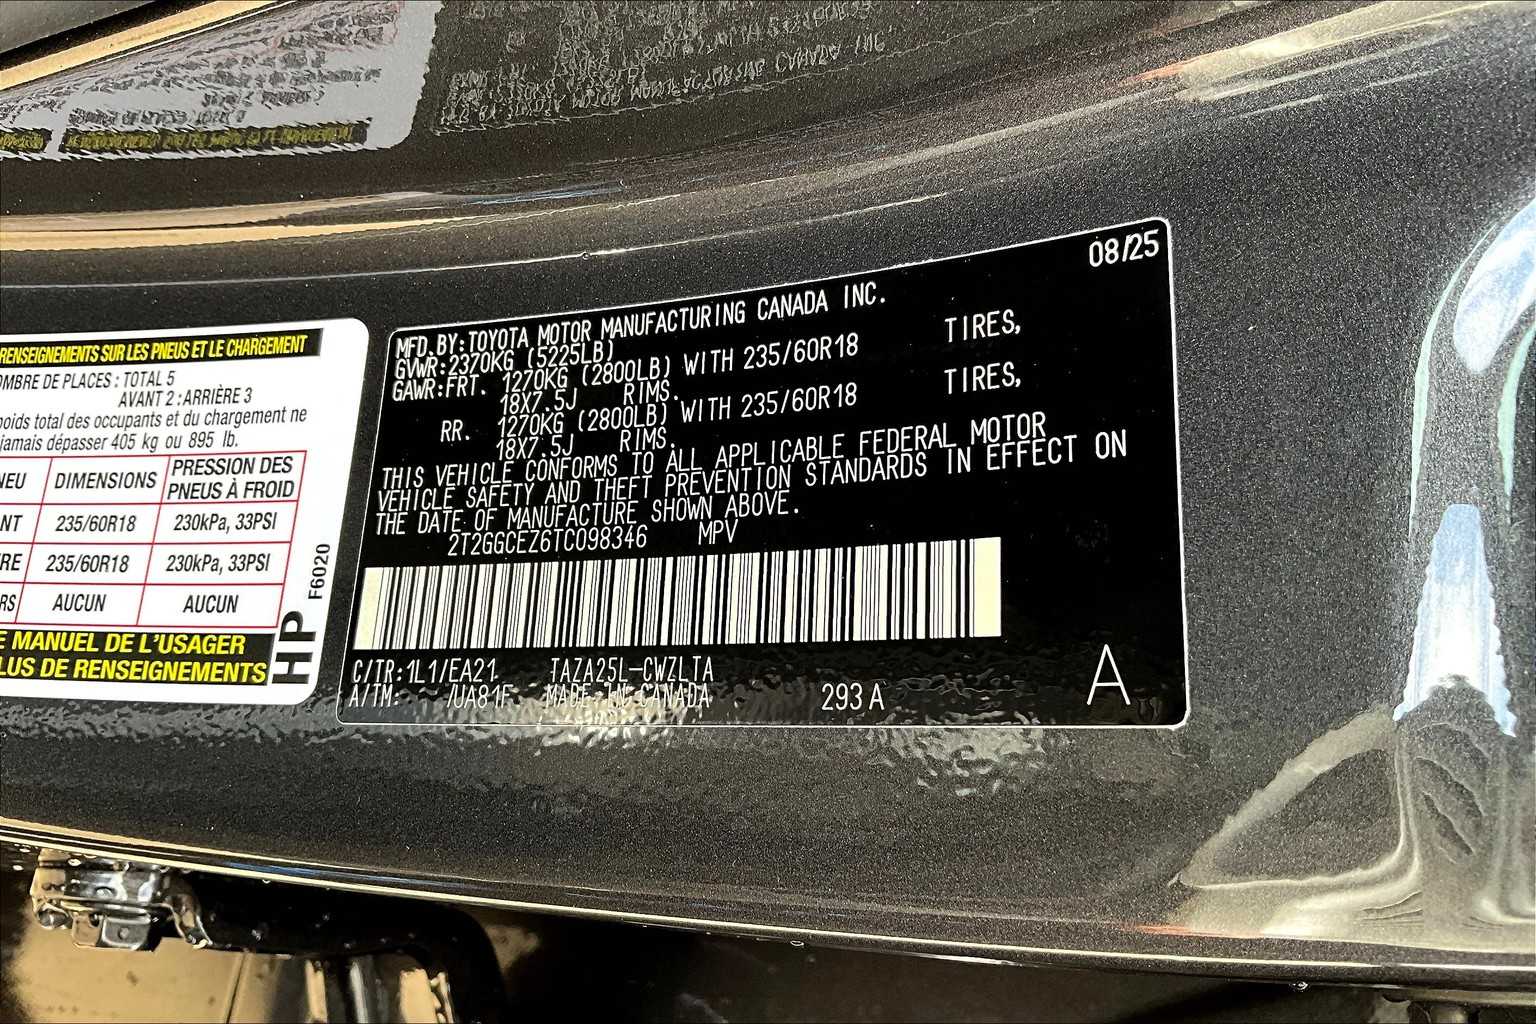 RENSEIGNEMENTS SUR LES PNEUS ET LE CHARGEMENT
OMBRE DE PLACES : TOTAL 5
AVANT 2 : ARRIÈRE 3
poids total des occupants et du chargement ne
jamais dépasser 405 kg ou 895 lb.
NEU DIMENSIONS PRESSION DES PNEUS À FROID
NT 235/60R18 230kPa, 33PSI
RE 235/60R18 230kPa, 33PSI
RS AUCUN AUCUN
E MANUEL DE L'USAGER
LUS DE RENSEIGNEMENTS
HP
F6020
08/25
MFD.BY:TOYOTA MOTOR MANUFACTURING CANADA INC.
GVWR:2370KG (5225LB)
GAWR:FRT. 1270KG (2800LB) WITH 235/60R18 TIRES,
18X7.5J RIMS.
RR. 1270KG (2800LB) WITH 235/60R18 TIRES,
18X7.5J RIMS.
THIS VEHICLE CONFORMS TO ALL APPLICABLE FEDERAL MOTOR
VEHICLE SAFETY AND THEFT PREVENTION STANDARDS IN EFFECT ON
THE DATE OF MANUFACTURE SHOWN ABOVE.
2T2GGCEZ6TC098346 MPV
C/TR:1L1/EA21 TAZA25L-CWZLTA
A/TM: /UA81F MADE IN CANADA 293 A
A